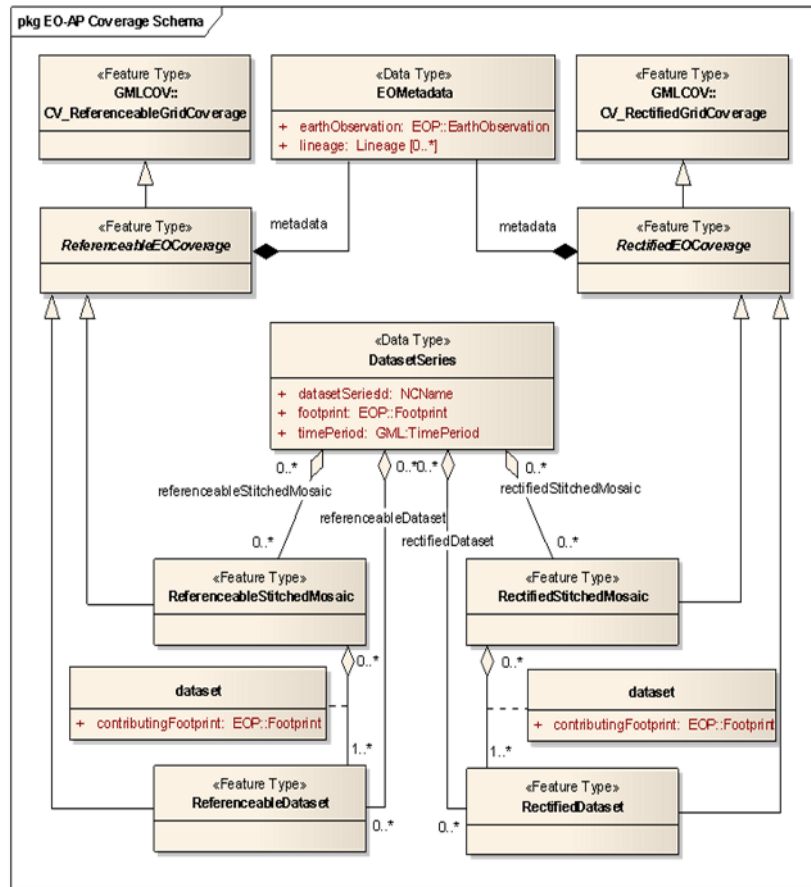 pkg EO-AP Coverage Schema
«Feature Type»
GMLCOV::
CV_ReferenceableGridCoverage
«Data Type»
EOMetadata
+ earthObservation: EOP::EarthObservation
+ lineage: Lineage [0..*]
«Feature Type»
GMLCOV::
CV_RectifiedGridCoverage
«Feature Type»
ReferenceableEOCoverage
metadata
metadata
«Feature Type»
RectifiedEOCoverage
«Data Type»
DatasetSeries
+ datasetSeriesId: NCName
+ footprint: EOP::Footprint
+ timePeriod: GML:TimePeriod
0..*
0..*
0..*
0..*
referenceableStitchedMosaic
rectifiedStitchedMosaic
referenceableDataset
rectifiedDataset
0..*
0..*
«Feature Type»
ReferenceableStitchedMosaic
«Feature Type»
RectifiedStitchedMosaic
0..*
0..*
dataset
+ contributingFootprint: EOP::Footprint
dataset
+ contributingFootprint: EOP::Footprint
1..*
1..*
«Feature Type»
ReferenceableDataset
«Feature Type»
RectifiedDataset
0..*
0..*